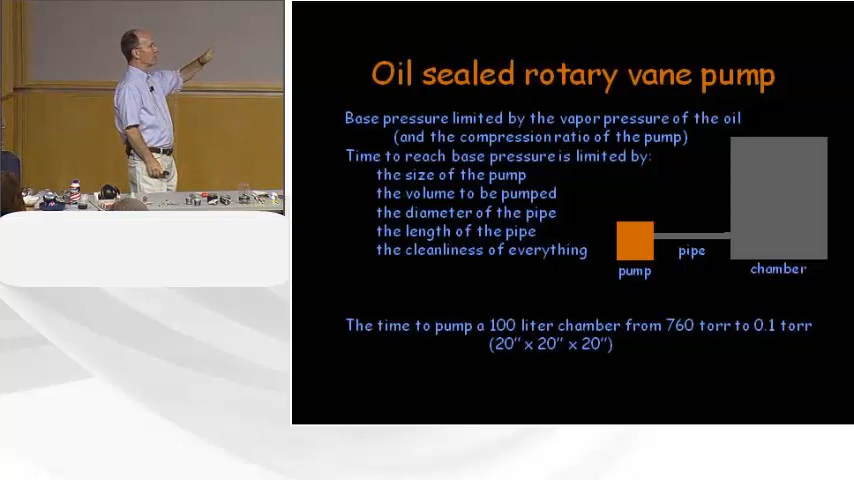 Oil sealed rotary vane pump
Base pressure limited by the vapor pressure of the oil
(and the compression ratio of the pump)
Time to reach base pressure is limited by:
the size of the pump
the volume to be pumped
the diameter of the pipe
the length of the pipe
the cleanliness of everything
pump
pipe
chamber
The time to pump a 100 liter chamber from 760 torr to 0.1 torr
(20" x 20" x 20")